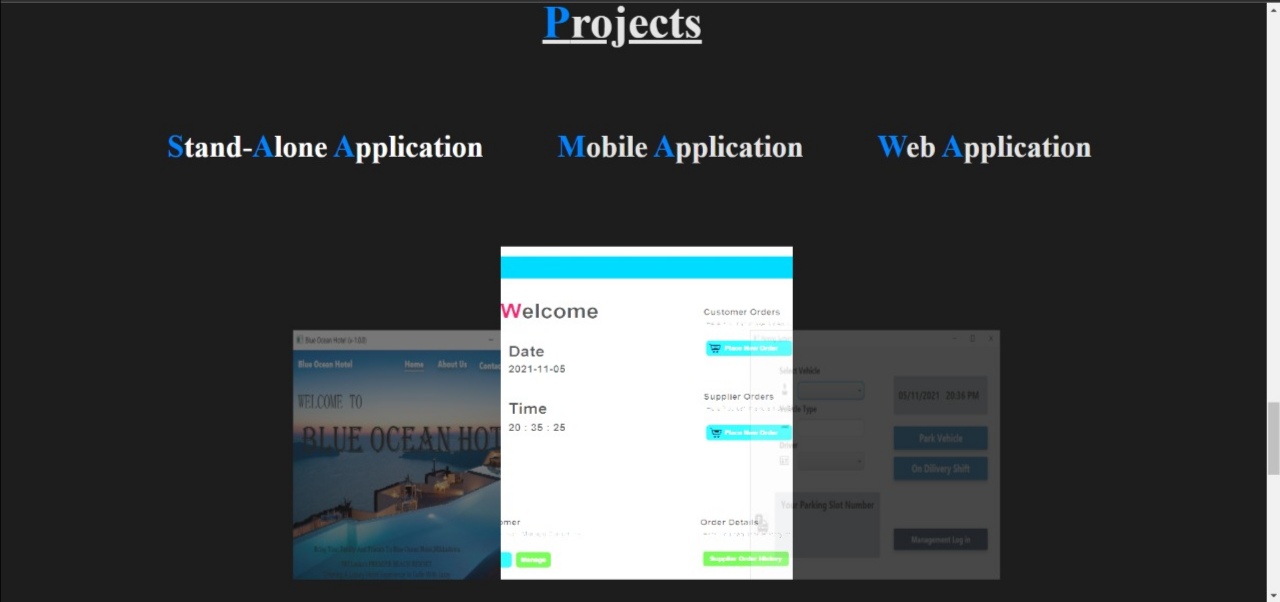 Projects
Stand-Alone Application
Mobile Application
Web Application
Blue Ocean Hotel (v-1.0.0)
Blue Ocean Hotel
Home
About Us
WELCOME TO
BLUE OCEAN HOT
Welcome
Date
2021-11-05
Time
20 : 35 : 25
Customer Orders
Place New Order
Supplier Orders
Place New Order
mer
Manage
Order Details
Supplier Order History
Select Vehicle
Vehicle Type
Driver
05/11/2021 20:36 PM
Park Vehicle
On Dilivery Shift
Your Parking Slot Number
Management Log In